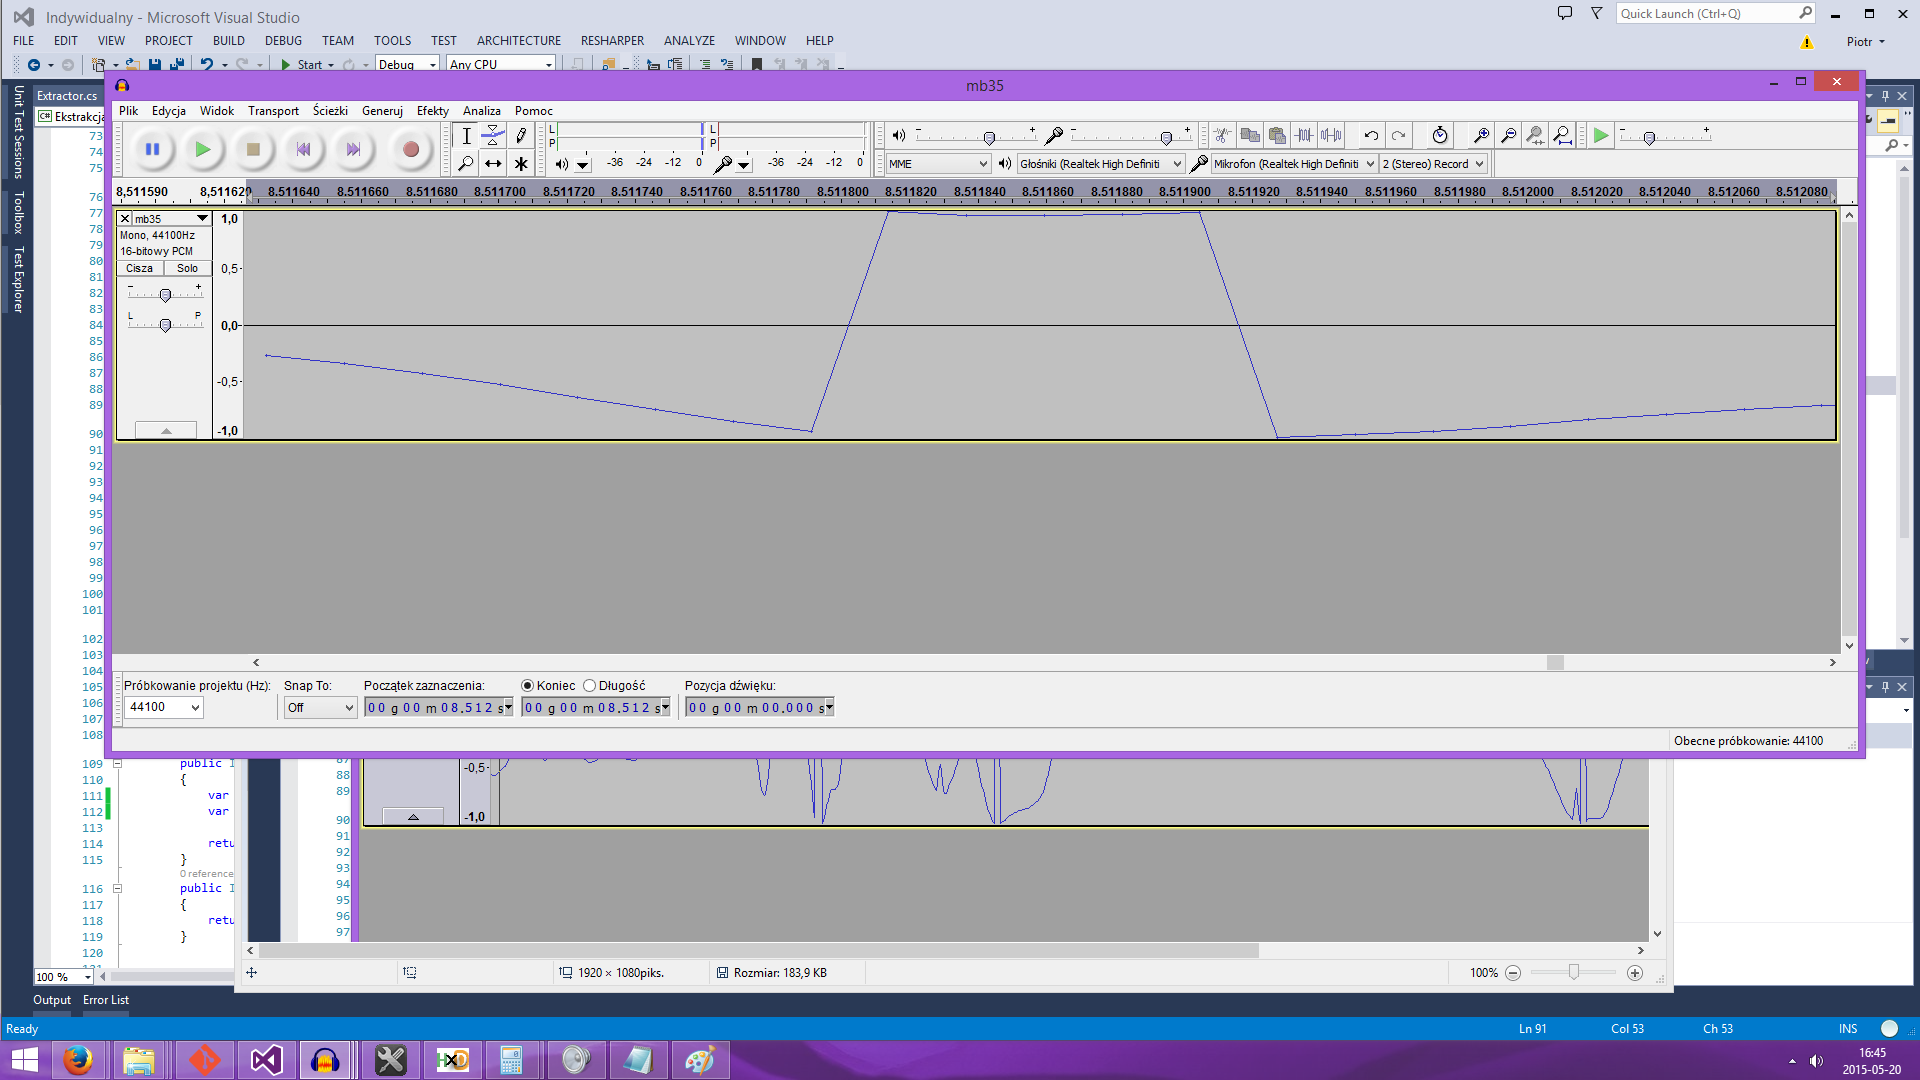 Indywidualny - Microsoft Visual Studio
Quick Launch (Ctrl+Q)
FILE EDIT VIEW PROJECT BUILD DEBUG TEAM TOOLS TEST ARCHITECTURE RESHARPER ANALYZE WINDOW HELP
Piotr
Start Debug Any CPU
Unit Test Sessions
Toolbox
Test Explorer
Extractor.cs
Ekstrakcja
mb35
Plik Edycja Widok Transport Ścieżki Generuj Efekty Analiza Pomoc
L
P
-36 -24 -12 0
L
P
-36 -24 -12 0
MME
Głośniki (Realtek High Definiti
Mikrofon (Realtek High Definiti
2 (Stereo) Record
8,511590 8,511620 8.511640 8.511660 8.511680 8.511700 8.511720 8.511740 8.511760 8.511780 8.511800 8.511820 8.511840 8.511860 8.511880 8.511900 8.511920 8.511940 8.511960 8.511980 8.512000 8.512020 8.512040 8.512060 8.512080
mb35
Mono, 44100Hz
16-bitowy PCM
Cisza Solo
- +
L P
1,0
0,5-
0,0-
-0,5-
-1,0
73
74
75
76
77
78
79
80
81
82
83
84
85
86
87
88
89
90
91
92
93
94
95
96
97
98
99
100
101
102
103
104
105
106
107
108
Próbkowanie projektu (Hz):
44100
Snap To:
Off
Początek zaznaczenia:
00 g 00 m 08.512 s
Koniec Długość
00 g 00 m 08.512 s
Pozycja dźwięku:
00 g 00 m 00.000 s
Obecne próbkowanie: 44100
109 public I
110 {
111 var
112 var
113
114 retu
115 }
0 reference
116 public I
117 {
118 retu
119 }
120
121
87
88
89
90
91
92
93
94
95
96
97
-0,5-
-1,0
100 %
1920 × 1080piks.
Rozmiar: 183,9 KB
100%
Output Error List
Ready
Ln 91
Col 53
Ch 53
INS
16:45
2015-05-20